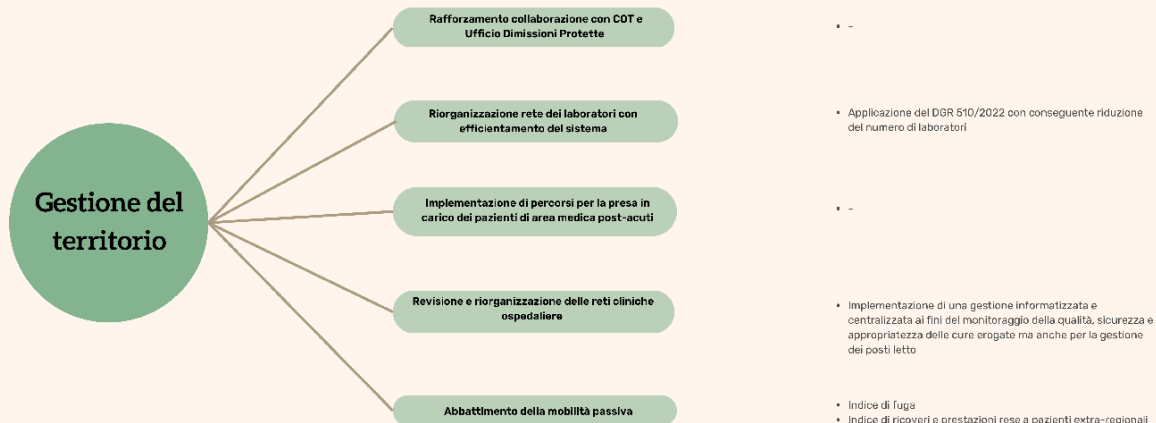 Rafforzamento collaborazione con COT e
Ufficio Dimissioni Protette
▪ -
Riorganizzazione rete dei laboratori con
efficientamento del sistema
▪ Applicazione del DGR 510/2022 con conseguente riduzione
del numero di laboratori
Gestione del
territorio
Implementazione di percorsi per la presa in
carico dei pazienti di area medica post-acuti
▪ -
Revisione e riorganizzazione delle reti cliniche
ospedaliere
▪ Implementazione di una gestione informatizzata e
centralizzata ai fini del monitoraggio della qualità, sicurezza e
appropriatezza delle cure erogate ma anche per la gestione
dei posti letto
Abbattimento della mobilità passiva
▪ Indice di fuga
▪ Indice di ricoveri e prestazioni rese a pazienti extra-regionali